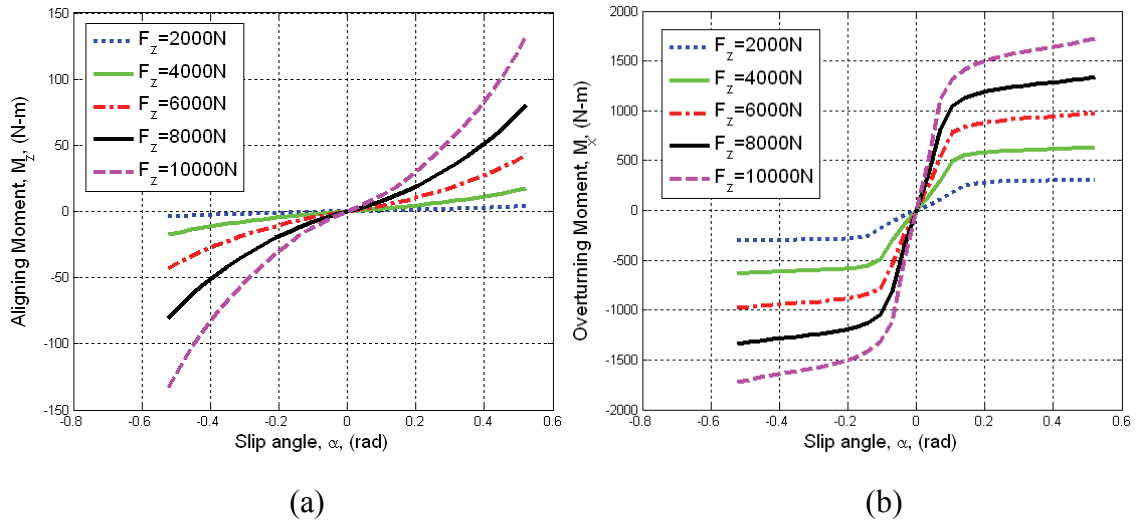 F_z=2000N
F_z=4000N
F_z=6000N
F_z=8000N
F_z=10000N
150
100
50
0
-50
-100
-150
-0.8 -0.6 -0.4 -0.2 0 0.2 0.4 0.6
Aligning Moment, M_z, (N-m)
Slip angle, α, (rad)
(a)
F_z=2000N
F_z=4000N
F_z=6000N
F_z=8000N
F_z=10000N
2000
1500
1000
500
0
-500
-1000
-1500
-2000
-0.8 -0.6 -0.4 -0.2 0 0.2 0.4 0.6
Overturning Moment, M_x, (N-m)
Slip angle, α, (rad)
(b)